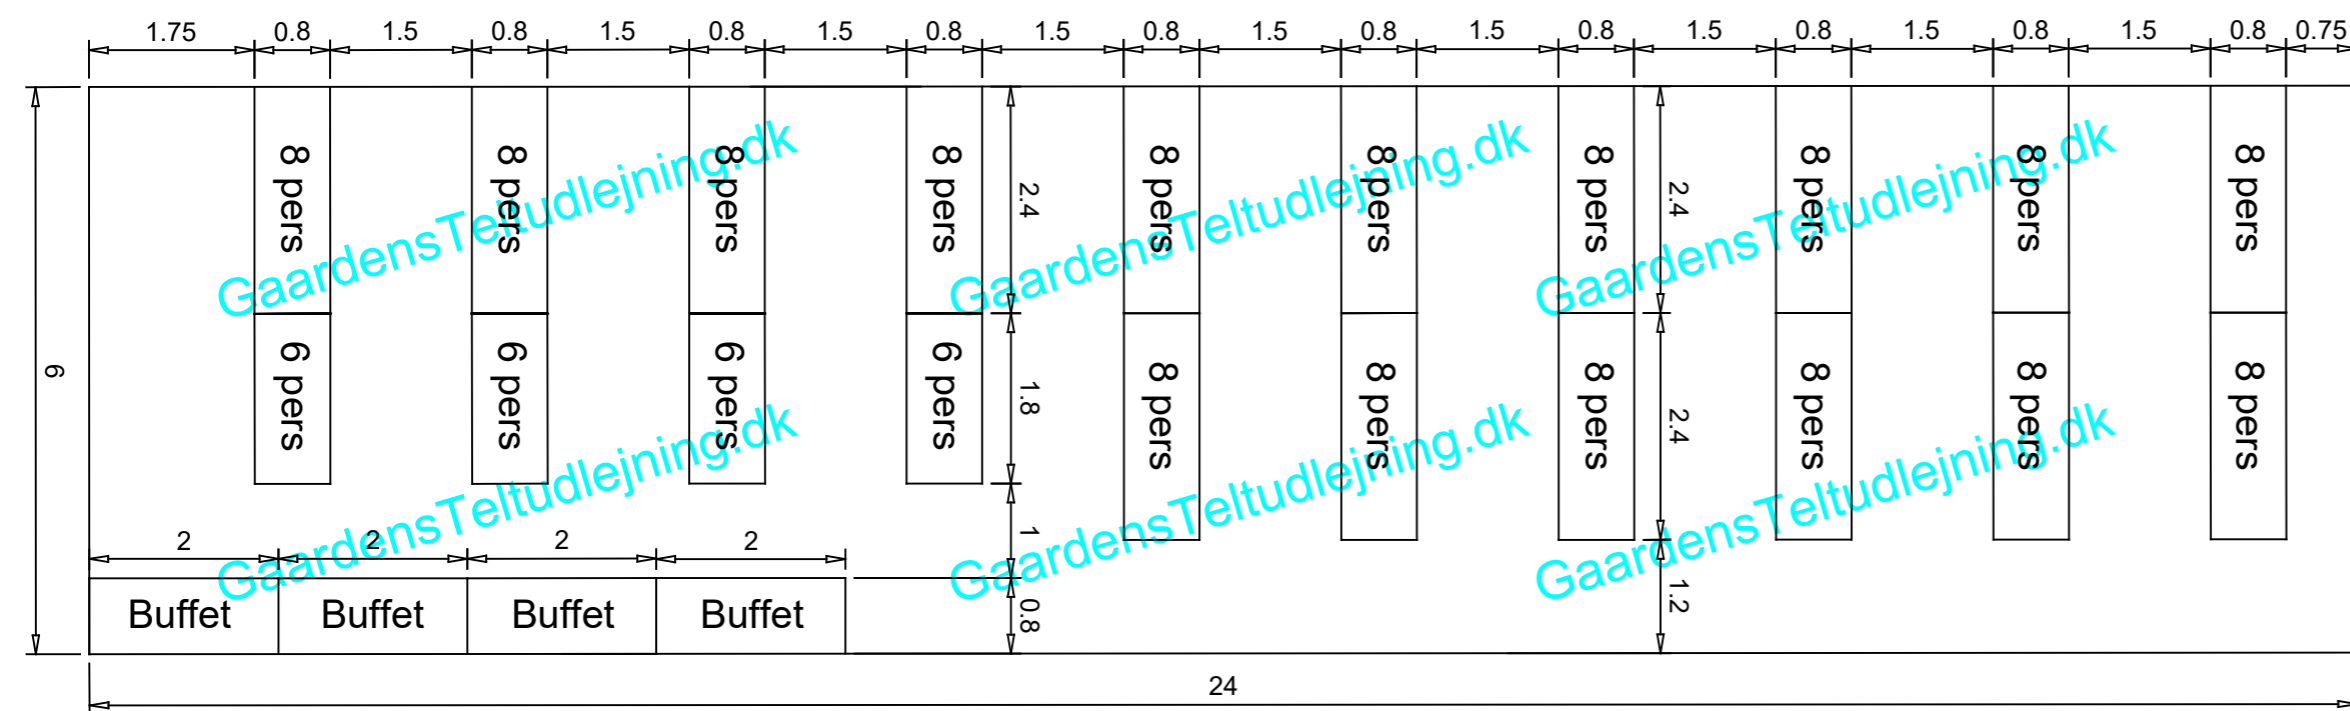 1.75 0.8 1.5 0.8 1.5 0.8 1.5 0.8 1.5 0.8 1.5 0.8 1.5 0.8 1.5 0.8 1.5 0.8 1.5 0.8 0.75
8 pers 8 pers 8 pers 8 pers 8 pers 8 pers 8 pers 8 pers 8 pers 8 pers
2.4 2.4
GaardensTeltudlejning.dk GaardensTeltudlejning.dk GaardensTeltudlejning.dk
6
6 pers 6 pers 6 pers 6 pers 8 pers 8 pers 8 pers 8 pers 8 pers 8 pers
1.8 2.4
GaardensTeltudlejning.dk GaardensTeltudlejning.dk GaardensTeltudlejning.dk
2 2 2 2
1 1.2
Buffet Buffet Buffet Buffet
0.8
24